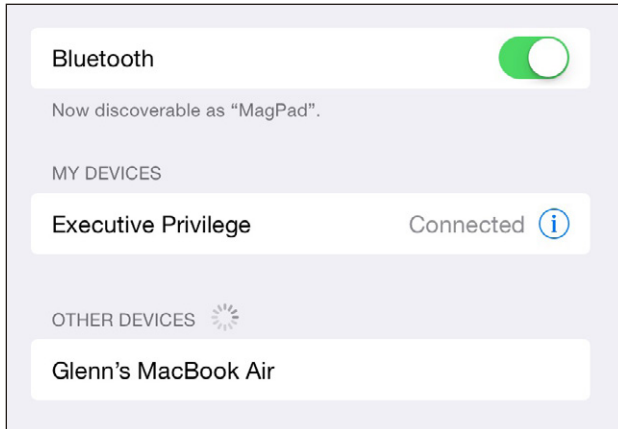 Bluetooth
Now discoverable as “MagPad”.
MY DEVICES
Executive Privilege Connected i
OTHER DEVICES
Glenn’s MacBook Air